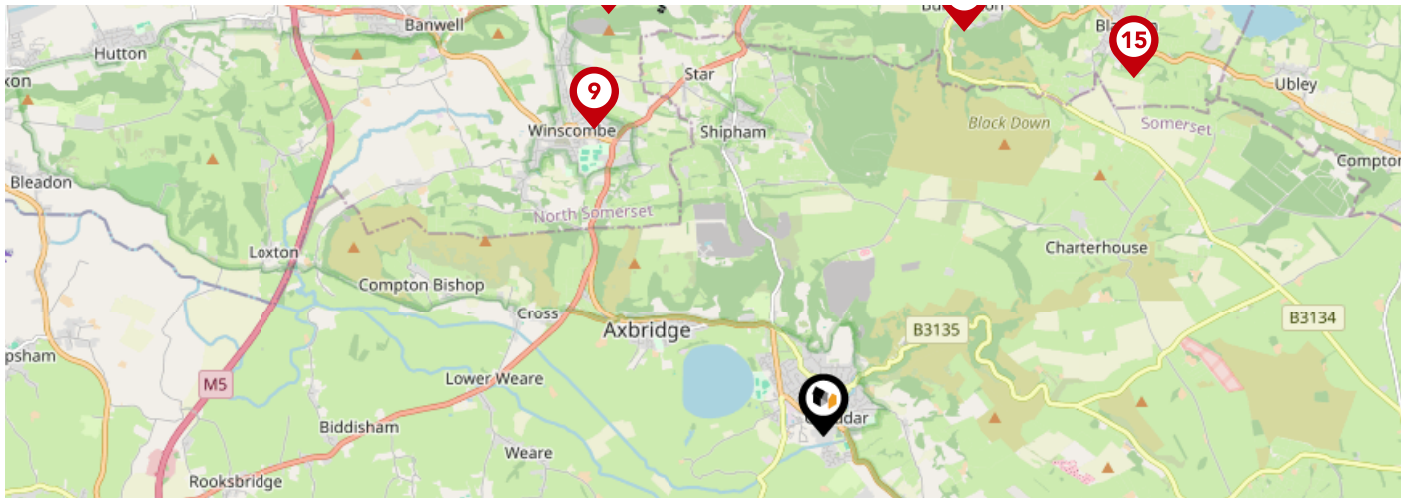 Banwell
Hutton
15
Star
Ubley
9
Black Down
Somerset
Winscombe
Shipham
Compton
Bleadon
North Somerset
Loxton
Charterhouse
Compton Bishop
Cross
Axbridge
B3135
B3134
M5
Lower Weare
Biddisham
Weare
Rooksbridge